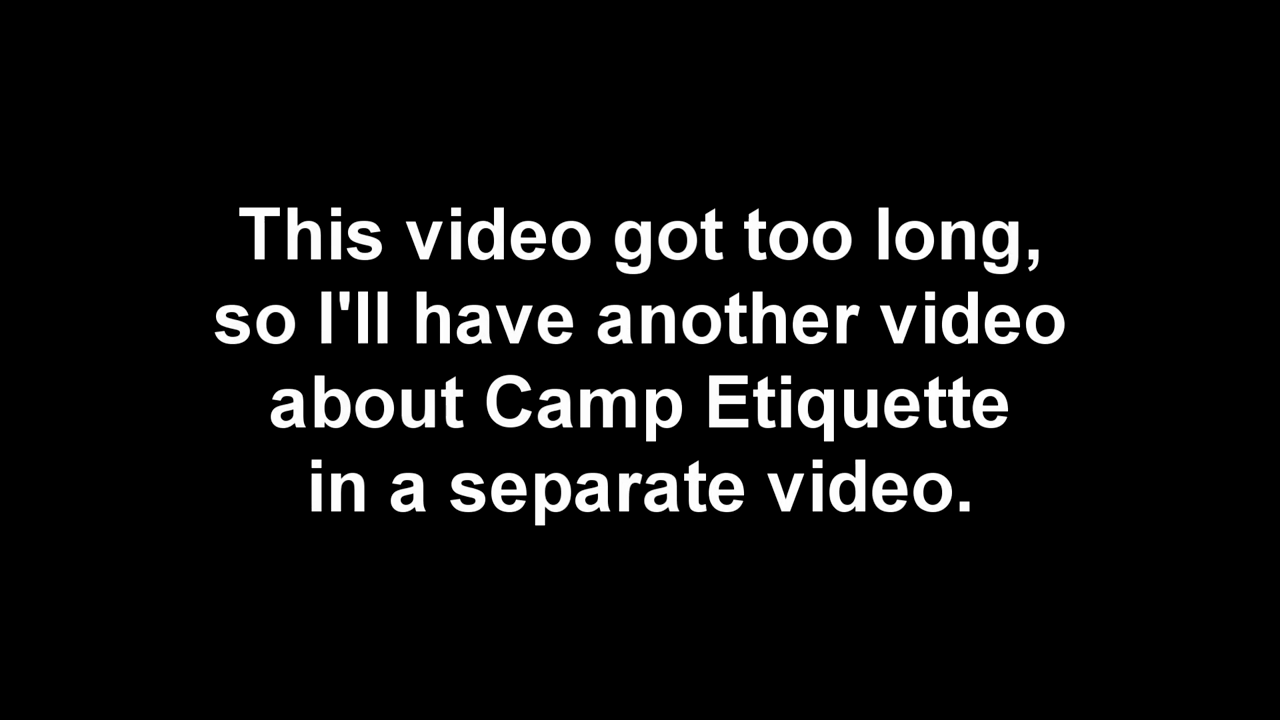 This video got too long,
so I'll have another video
about Camp Etiquette
in a separate video.